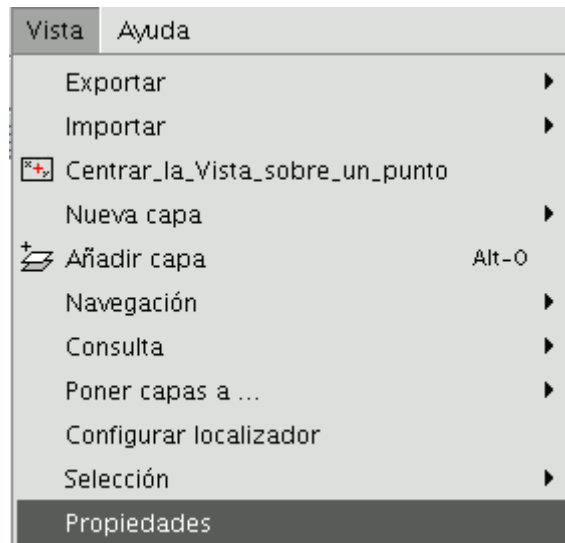 Vista Ayuda
Exportar
Importar
Centrar_la_Vista_sobre_un_punto
Nueva capa
Añadir capa Alt-O
Navegación
Consulta
Poner capas a ...
Configurar localizador
Selección
Propiedades